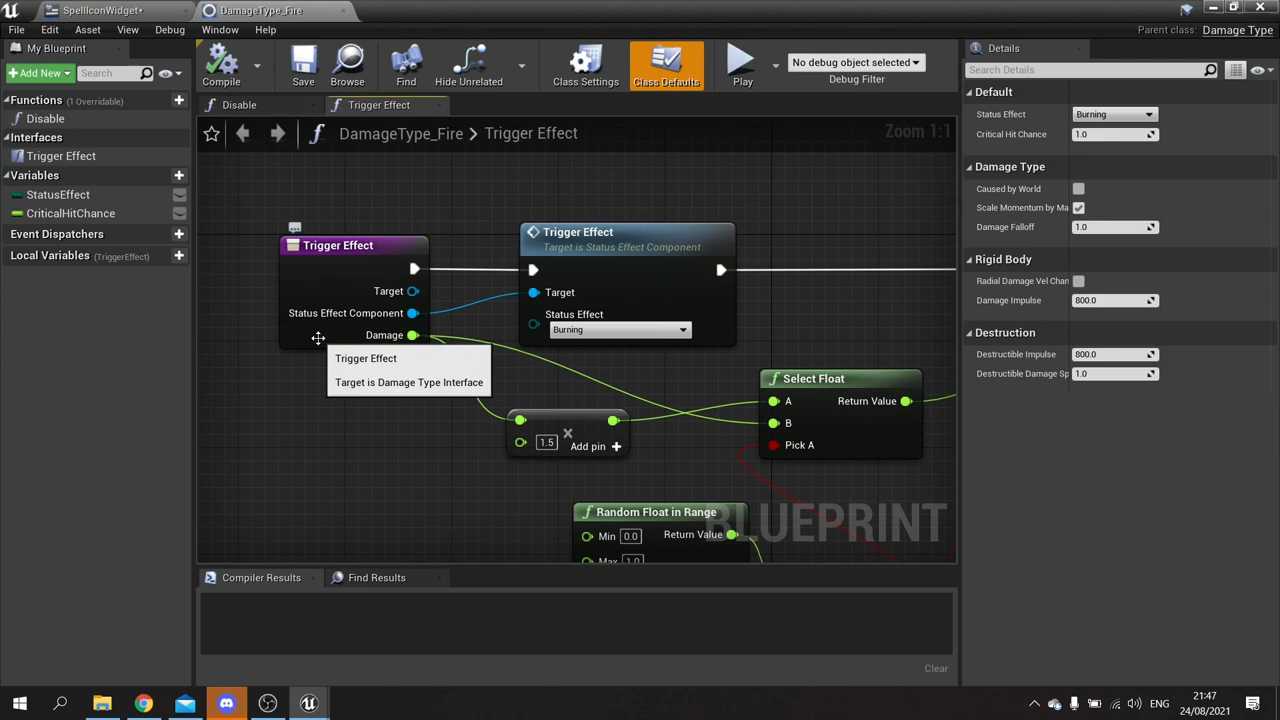 SpellIconWidget*
DamageType_Fire
File Edit Asset View Debug Window Help
Parent class: Damage Type
My Blueprint
Add New
Search
Compile
Save
Browse
Find
Hide Unrelated
Class Settings
Class Defaults
Play
No debug object selected
Debug Filter
Details
Search Details
Functions (1 Overridable)
Disable
Interfaces
Trigger Effect
Variables
StatusEffect
CriticalHitChance
Event Dispatchers
Local Variables (TriggerEffect)
Disable
Trigger Effect
DamageType_Fire > Trigger Effect
Zoom 1:1
Trigger Effect
Target
Status Effect Component
Damage
Trigger Effect
Target is Damage Type Interface
Trigger Effect
Target is Status Effect Component
Target
Status Effect
Burning
1.5
Add pin
Select Float
A
Return Value
B
Pick A
Random Float in Range
Min 0.0
Return Value
Max 1.0
BLUEPRINT
Default
Status Effect Burning
Critical Hit Chance 1.0
Damage Type
Caused by World
Scale Momentum by Ma
Damage Falloff 1.0
Rigid Body
Radial Damage Vel Chan
Damage Impulse 800.0
Destruction
Destructible Impulse 800.0
Destructible Damage Sp 1.0
Compiler Results
Find Results
Clear
ENG
21:47
24/08/2021